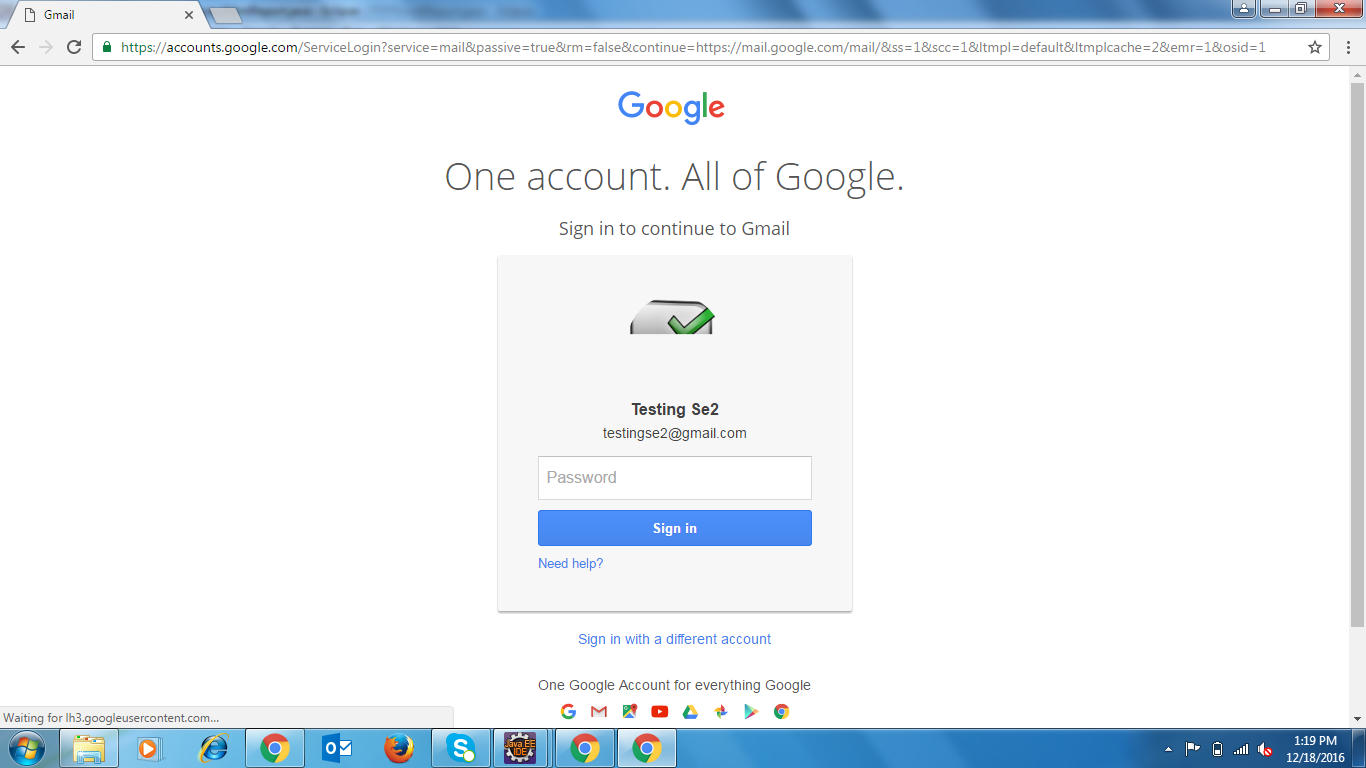 Gmail
https://accounts.google.com/ServiceLogin?service=mail&passive=true&rm=false&continue=https://mail.google.com/mail/&ss=1&scc=1&ltmpl=default&ltmplcache=2&emr=1&osid=1
Google
One account. All of Google.
Sign in to continue to Gmail
Testing Se2
testingse2@gmail.com
Password
Sign in
Need help?
Sign in with a different account
One Google Account for everything Google
Waiting for lh3.googleusercontent.com...
Java EE
IDE
1:19 PM
12/18/2016